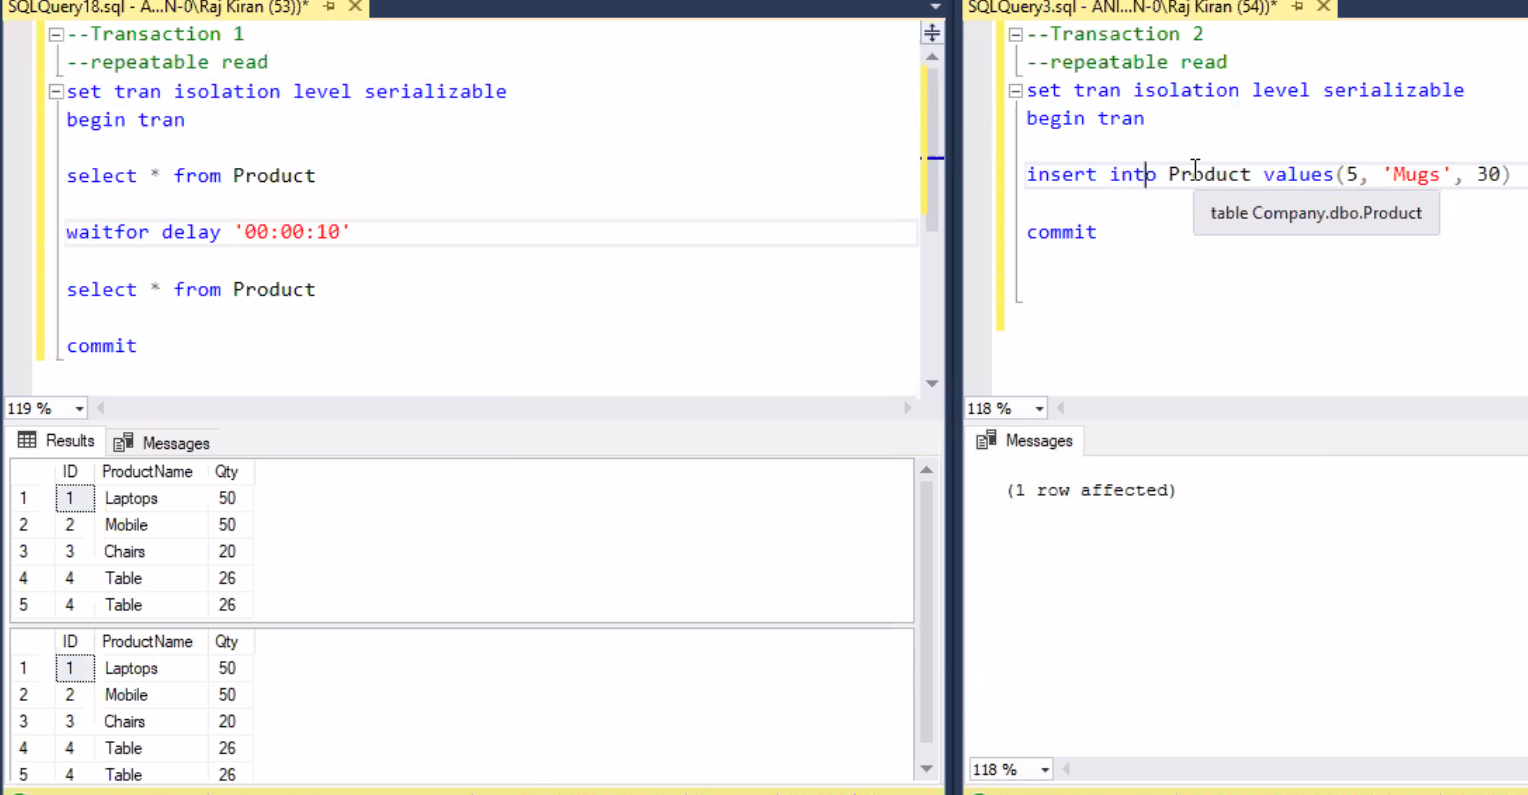 SQLQuery18.sql - A...N-0\Raj Kiran (53))*
--Transaction 1
--repeatable read
set tran isolation level serializable
begin tran
select * from Product
waitfor delay '00:00:10'
select * from Product
commit
119 %
Results Messages
ID ProductName Qty
1 1 Laptops 50
2 2 Mobile 50
3 3 Chairs 20
4 4 Table 26
5 4 Table 26
ID ProductName Qty
1 1 Laptops 50
2 2 Mobile 50
3 3 Chairs 20
4 4 Table 26
5 4 Table 26
SQLQuery3.sql - ANI...N-0\Raj Kiran (54))*
--Transaction 2
--repeatable read
set tran isolation level serializable
begin tran
insert into Product values(5, 'Mugs', 30)
table Company.dbo.Product
commit
118 %
Messages
(1 row affected)
118 %